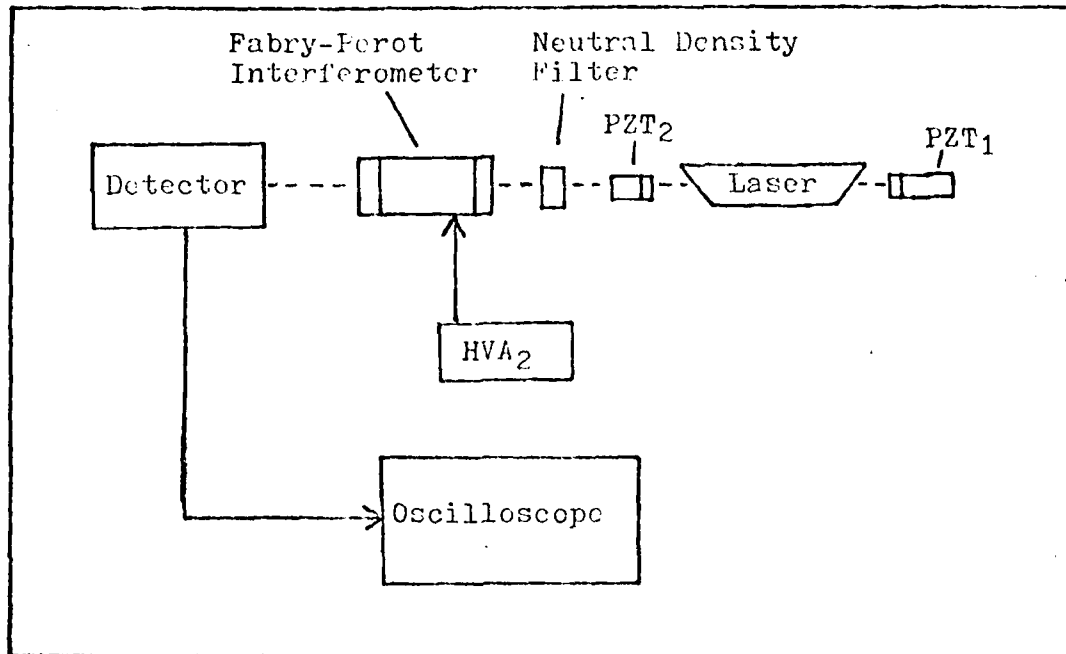 Fabry-Perot
Interferometer
Neutral Density
Filter
PZT2
PZT1
Detector
Laser
HVA2
Oscilloscope